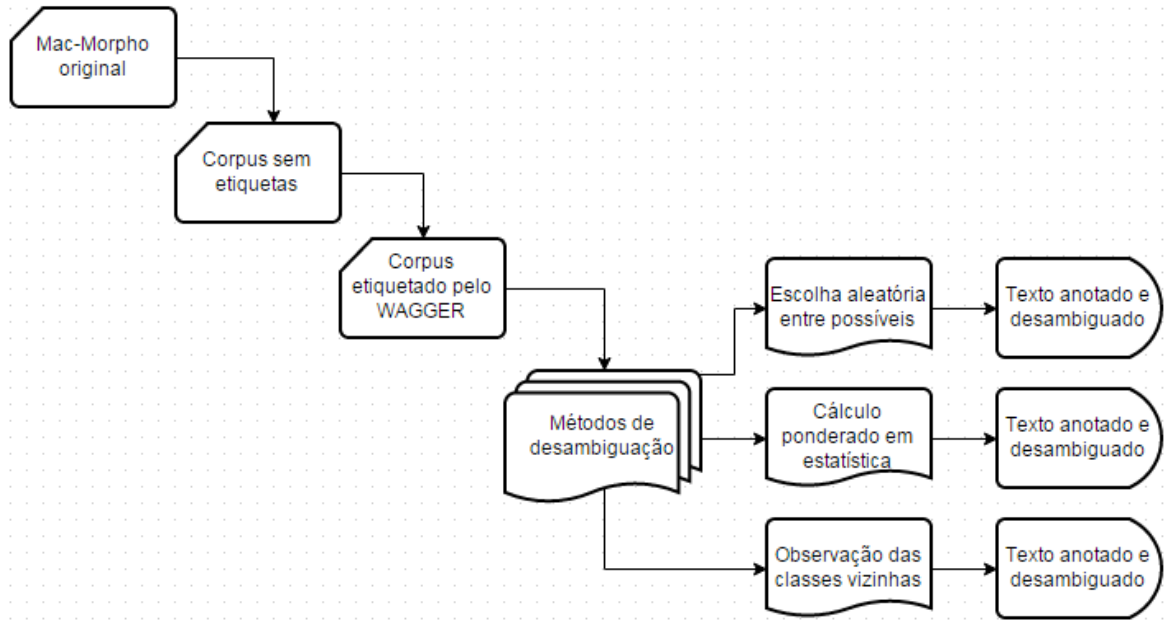 Mac-Morpho
original
Corpus sem
etiquetas
Corpus
etiquetado pelo
WAGGER
Métodos de
desambiguação
Escolha aleatória
entre possíveis
Texto anotado e
desambiguado
Cálculo
ponderado em
estatística
Texto anotado e
desambiguado
Observação das
classes vizinhas
Texto anotado e
desambiguado